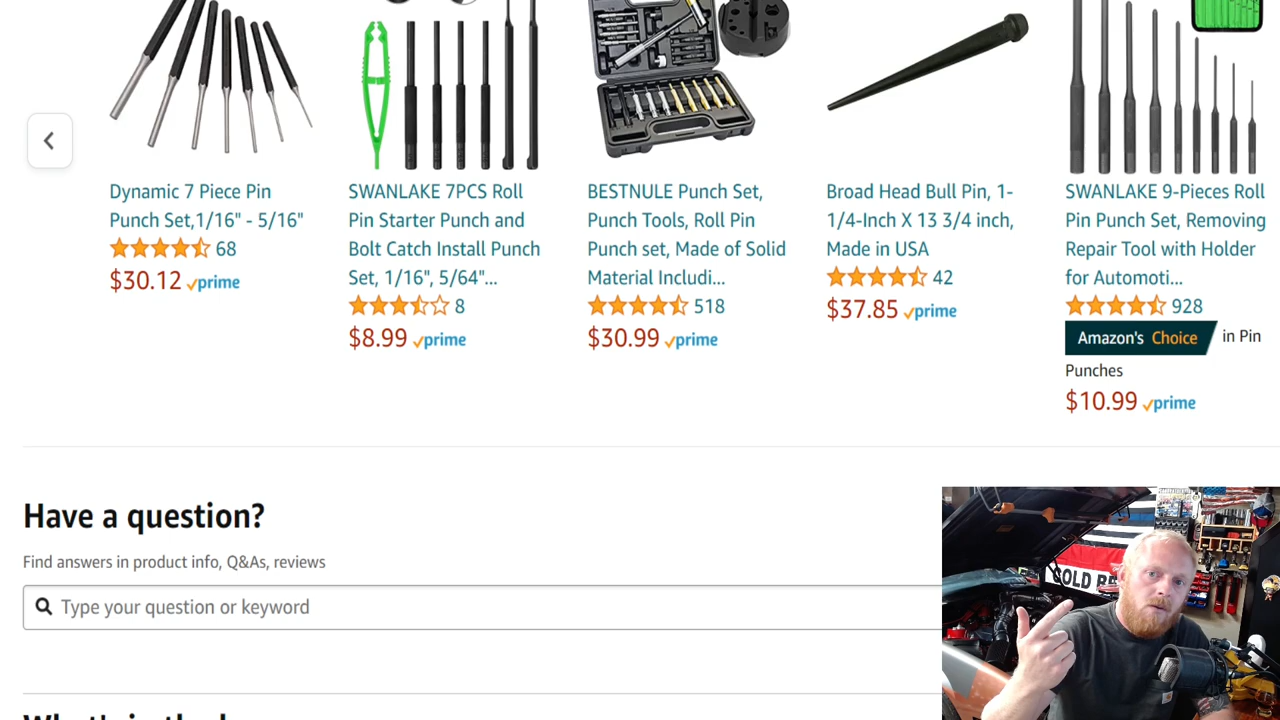 Dynamic 7 Piece Pin
Punch Set,1/16" - 5/16"
68
$30.12 prime
SWANLAKE 7PCS Roll
Pin Starter Punch and
Bolt Catch Install Punch
Set, 1/16", 5/64"...
8
$8.99 prime
BESTNULE Punch Set,
Punch Tools, Roll Pin
Punch set, Made of Solid
Material Includi...
518
$30.99 prime
Broad Head Bull Pin, 1-
1/4-Inch X 13 3/4 inch,
Made in USA
42
$37.85 prime
SWANLAKE 9-Pieces Roll
Pin Punch Set, Removing
Repair Tool with Holder
for Automoti...
928
Amazon's Choice in Pin
Punches
$10.99 prime
Have a question?
Find answers in product info, Q&As, reviews
Type your question or keyword
COLD